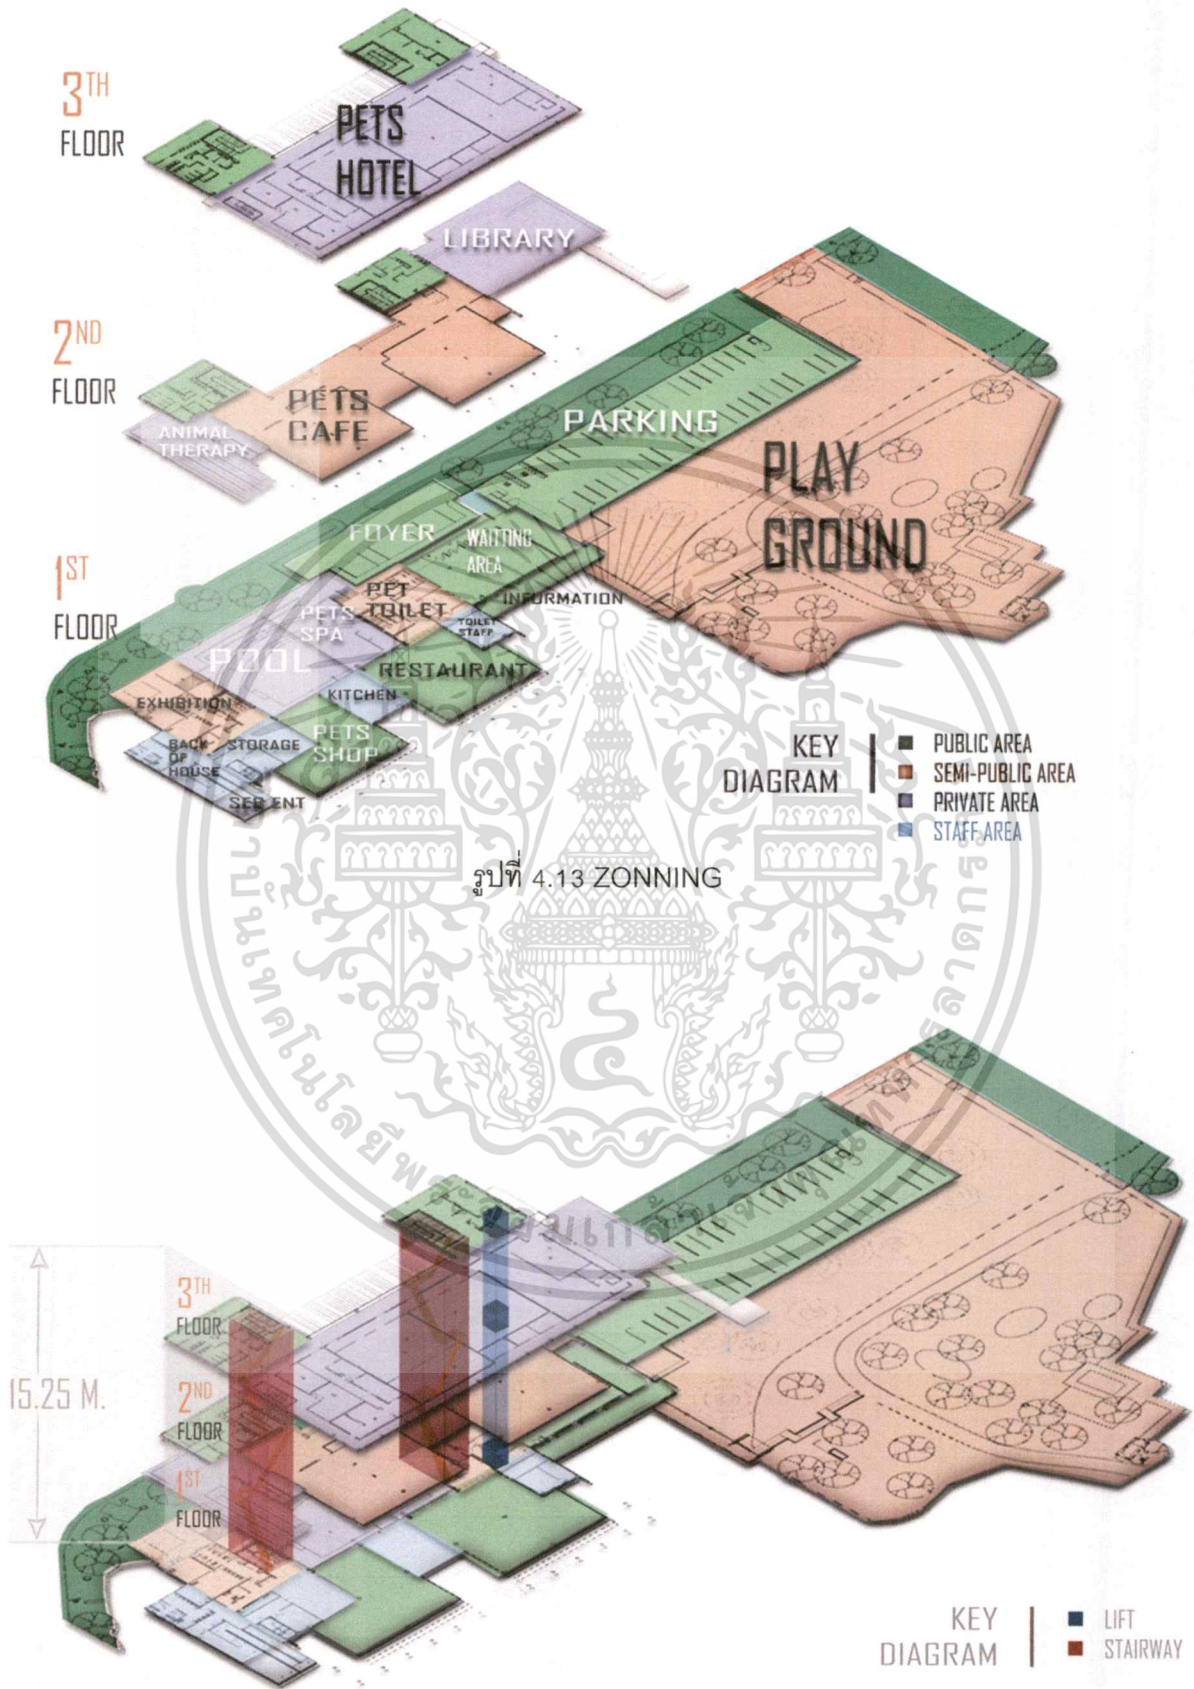 3TH
FLOOR
PETS
HOTEL
LIBRARY
2ND
FLOOR
PETS
CAFE
ANIMAL
THERAPY
PARKING
PLAY
GROUND
FOYER
WAITING
AREA
1ST
FLOOR
PET
TOILET
INFORMATION
PETS
SPA
TOILET
STAFF
POOL
RESTAURANT
KITCHEN
EXHIBITION
PETS
SHOP
BACK
OF
HOUSE
STORAGE
SER ENT
KEY
DIAGRAM
PUBLIC AREA
SEMI-PUBLIC AREA
PRIVATE AREA
STAFF AREA
รูปที่ 4.13 ZONNING
3TH
FLOOR
15.25 M.
2ND
FLOOR
1ST
FLOOR
KEY
DIAGRAM
LIFT
STAIRWAY